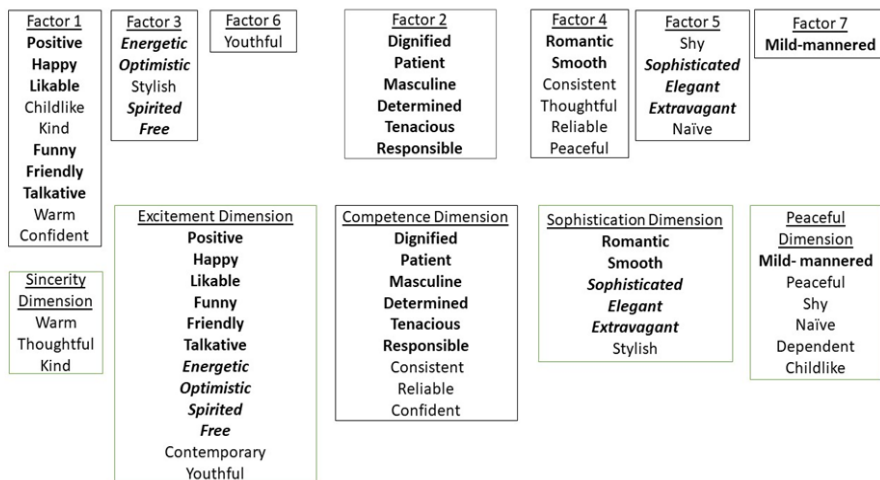 Factor 1
Positive
Happy
Likable
Childlike
Kind
Funny
Friendly
Talkative
Warm
Confident
Factor 3
Energetic
Optimistic
Stylish
Spirited
Free
Factor 6
Youthful
Factor 2
Dignified
Patient
Masculine
Determined
Tenacious
Responsible
Factor 4
Romantic
Smooth
Consistent
Thoughtful
Reliable
Peaceful
Factor 5
Shy
Sophisticated
Elegant
Extravagant
Naïve
Factor 7
Mild-mannered
Sincerity
Dimension
Warm
Thoughtful
Kind
Excitement Dimension
Positive
Happy
Likable
Funny
Friendly
Talkative
Energetic
Optimistic
Spirited
Free
Contemporary
Youthful
Competence Dimension
Dignified
Patient
Masculine
Determined
Tenacious
Responsible
Consistent
Reliable
Confident
Sophistication Dimension
Romantic
Smooth
Sophisticated
Elegant
Extravagant
Stylish
Peaceful
Dimension
Mild- mannered
Peaceful
Shy
Naïve
Dependent
Childlike